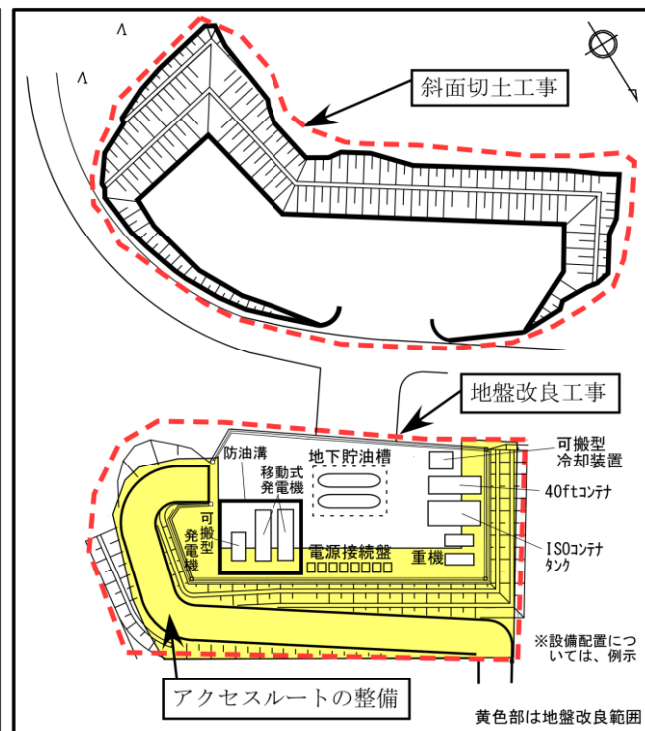 斜面切土工事
地盤改良工事
防油溝
移動式
発電機
地下貯油槽
可搬型
冷却装置
40ftコンテナ
可搬型
発電機
電源接続盤
重機
ISOコンテナ
タンク
※設備配置につ
いては、例示
アクセスルートの整備
黄色部は地盤改良範囲